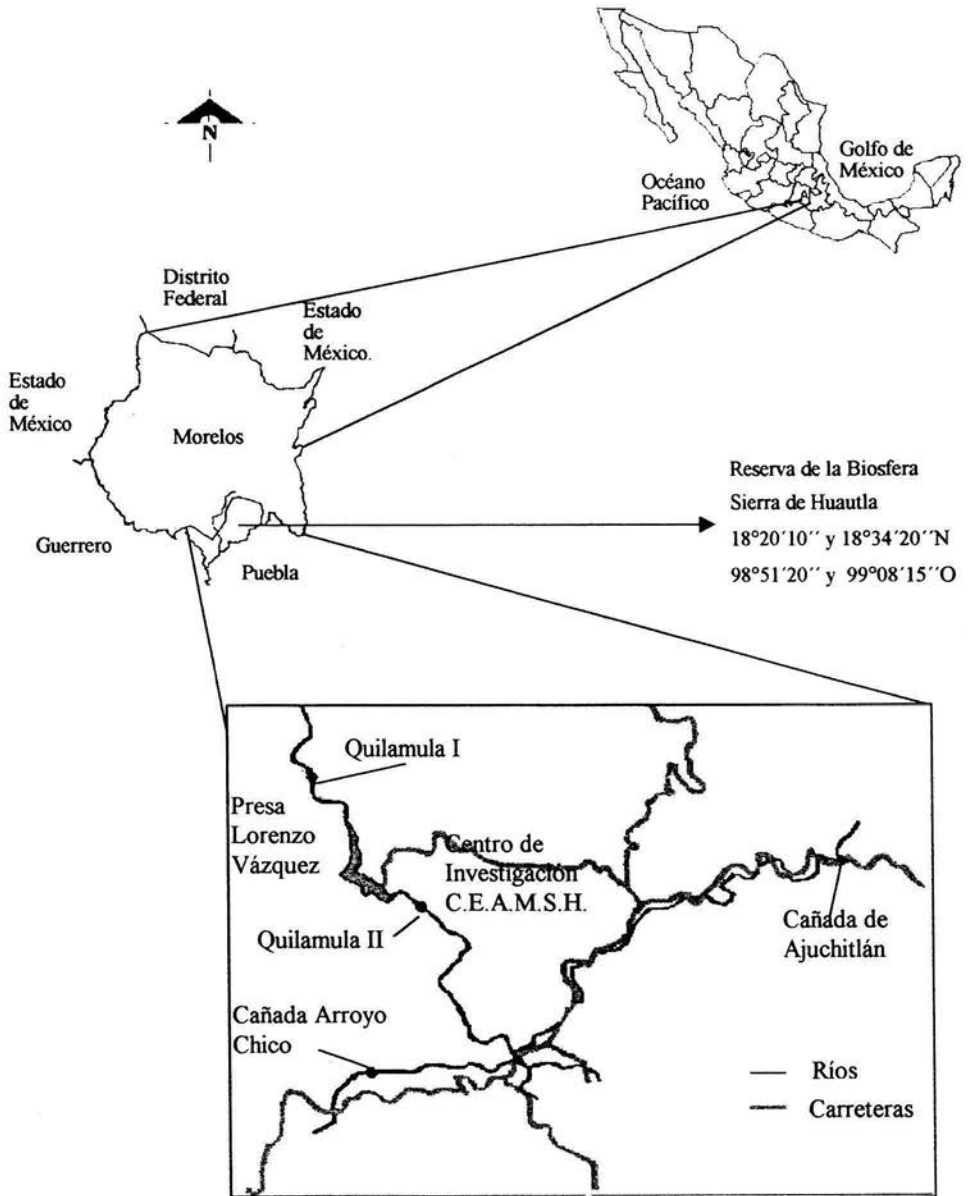 N
Golfo de
México
Océano
Pacífico
Distrito
Federal
Estado
de
México.
Estado
de
México
Morelos
Guerrero
Puebla
Reserva de la Biosfera
Sierra de Huautla
18°20´10´´ y 18°34´20´´N
98°51´20´´ y 99°08´15´´O
Quilamula I
Presa
Lorenzo
Vázquez
Centro de
Investigación
C.E.A.M.S.H.
Quilamula II
Cañada de
Ajuchitlán
Cañada Arroyo
Chico
Ríos
Carreteras